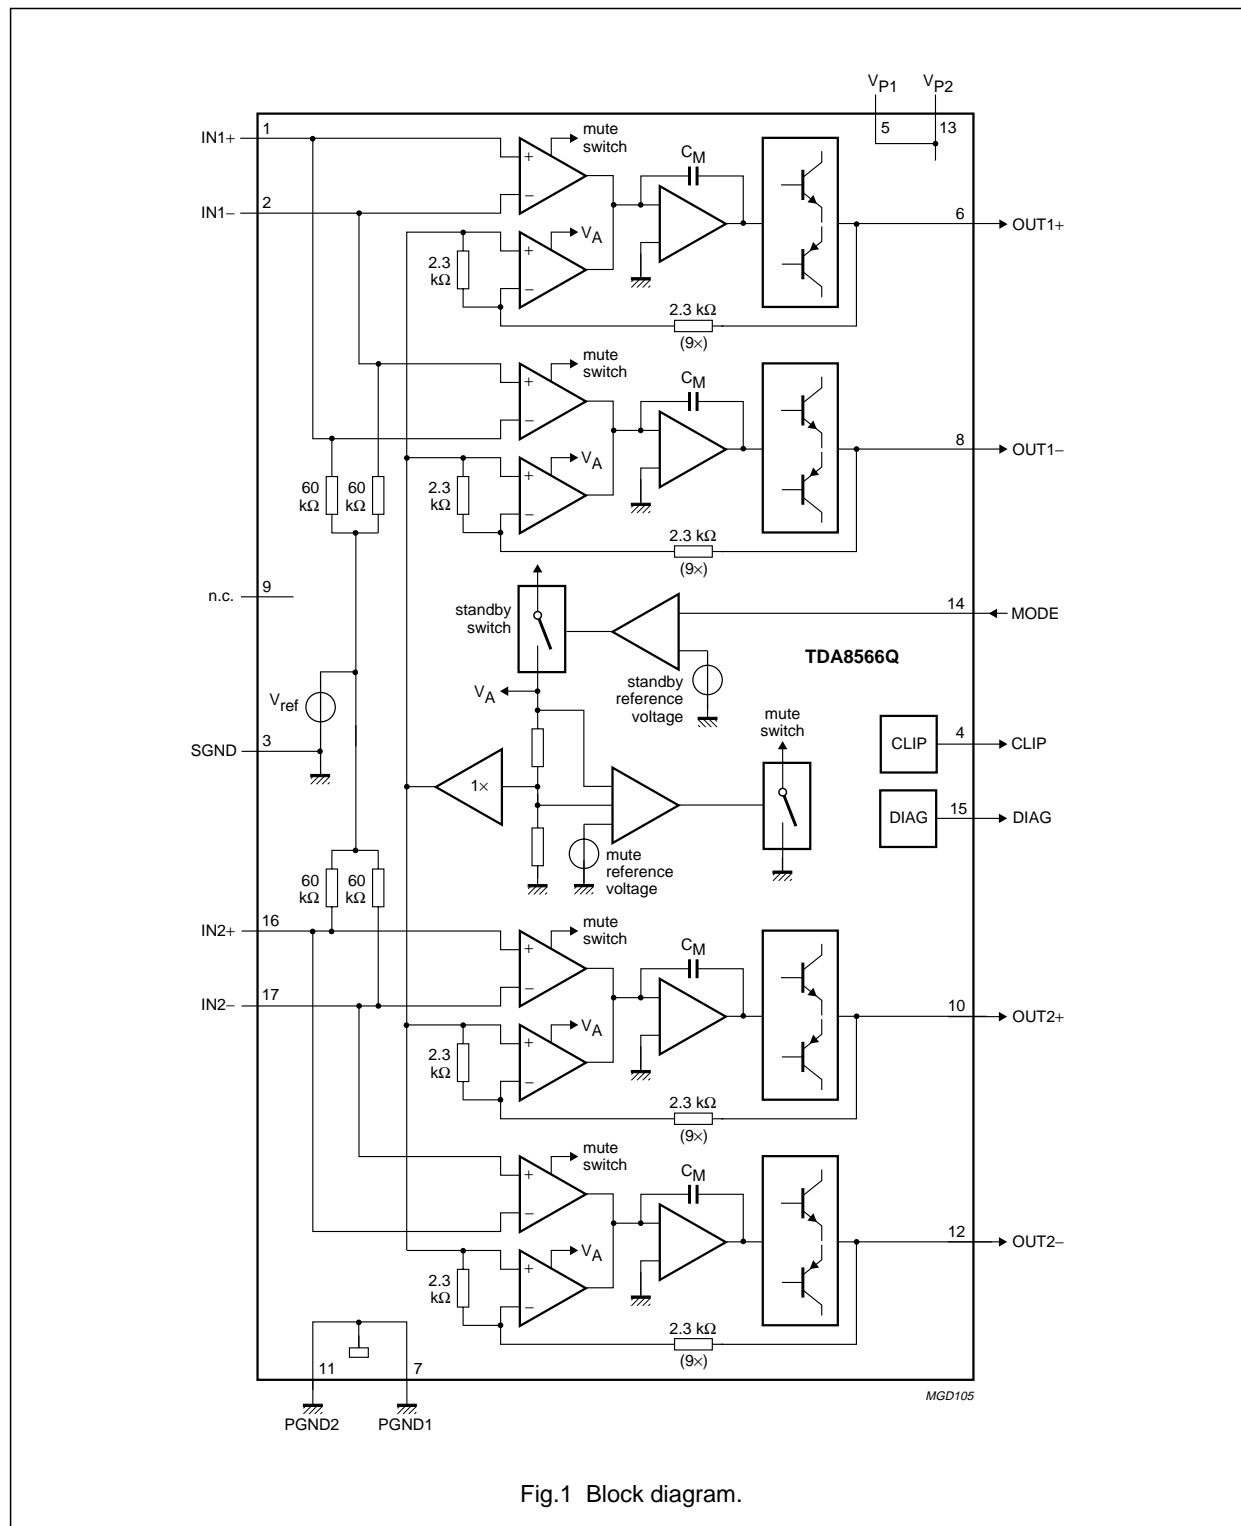 VP1
VP2
5
13
IN1+
1
mute
switch
CM
+
−
IN1−
2
6
OUT1+
VA
2.3
kΩ
+
−
2.3 kΩ
(9×)
mute
switch
CM
+
−
8
OUT1−
VA
60
kΩ
60
kΩ
2.3
kΩ
+
−
2.3 kΩ
(9×)
n.c.
9
standby
switch
14
MODE
TDA8566Q
standby
reference
voltage
VA
Vref
mute
switch
SGND
3
CLIP
4
CLIP
1×
DIAG
15
DIAG
mute
reference
voltage
60
kΩ
60
kΩ
IN2+
16
mute
switch
CM
+
−
IN2−
17
10
OUT2+
VA
2.3
kΩ
+
−
2.3 kΩ
(9×)
mute
switch
CM
+
−
12
OUT2−
VA
2.3
kΩ
+
−
2.3 kΩ
(9×)
11
7
MGD105
PGND2
PGND1
Fig.1 Block diagram.